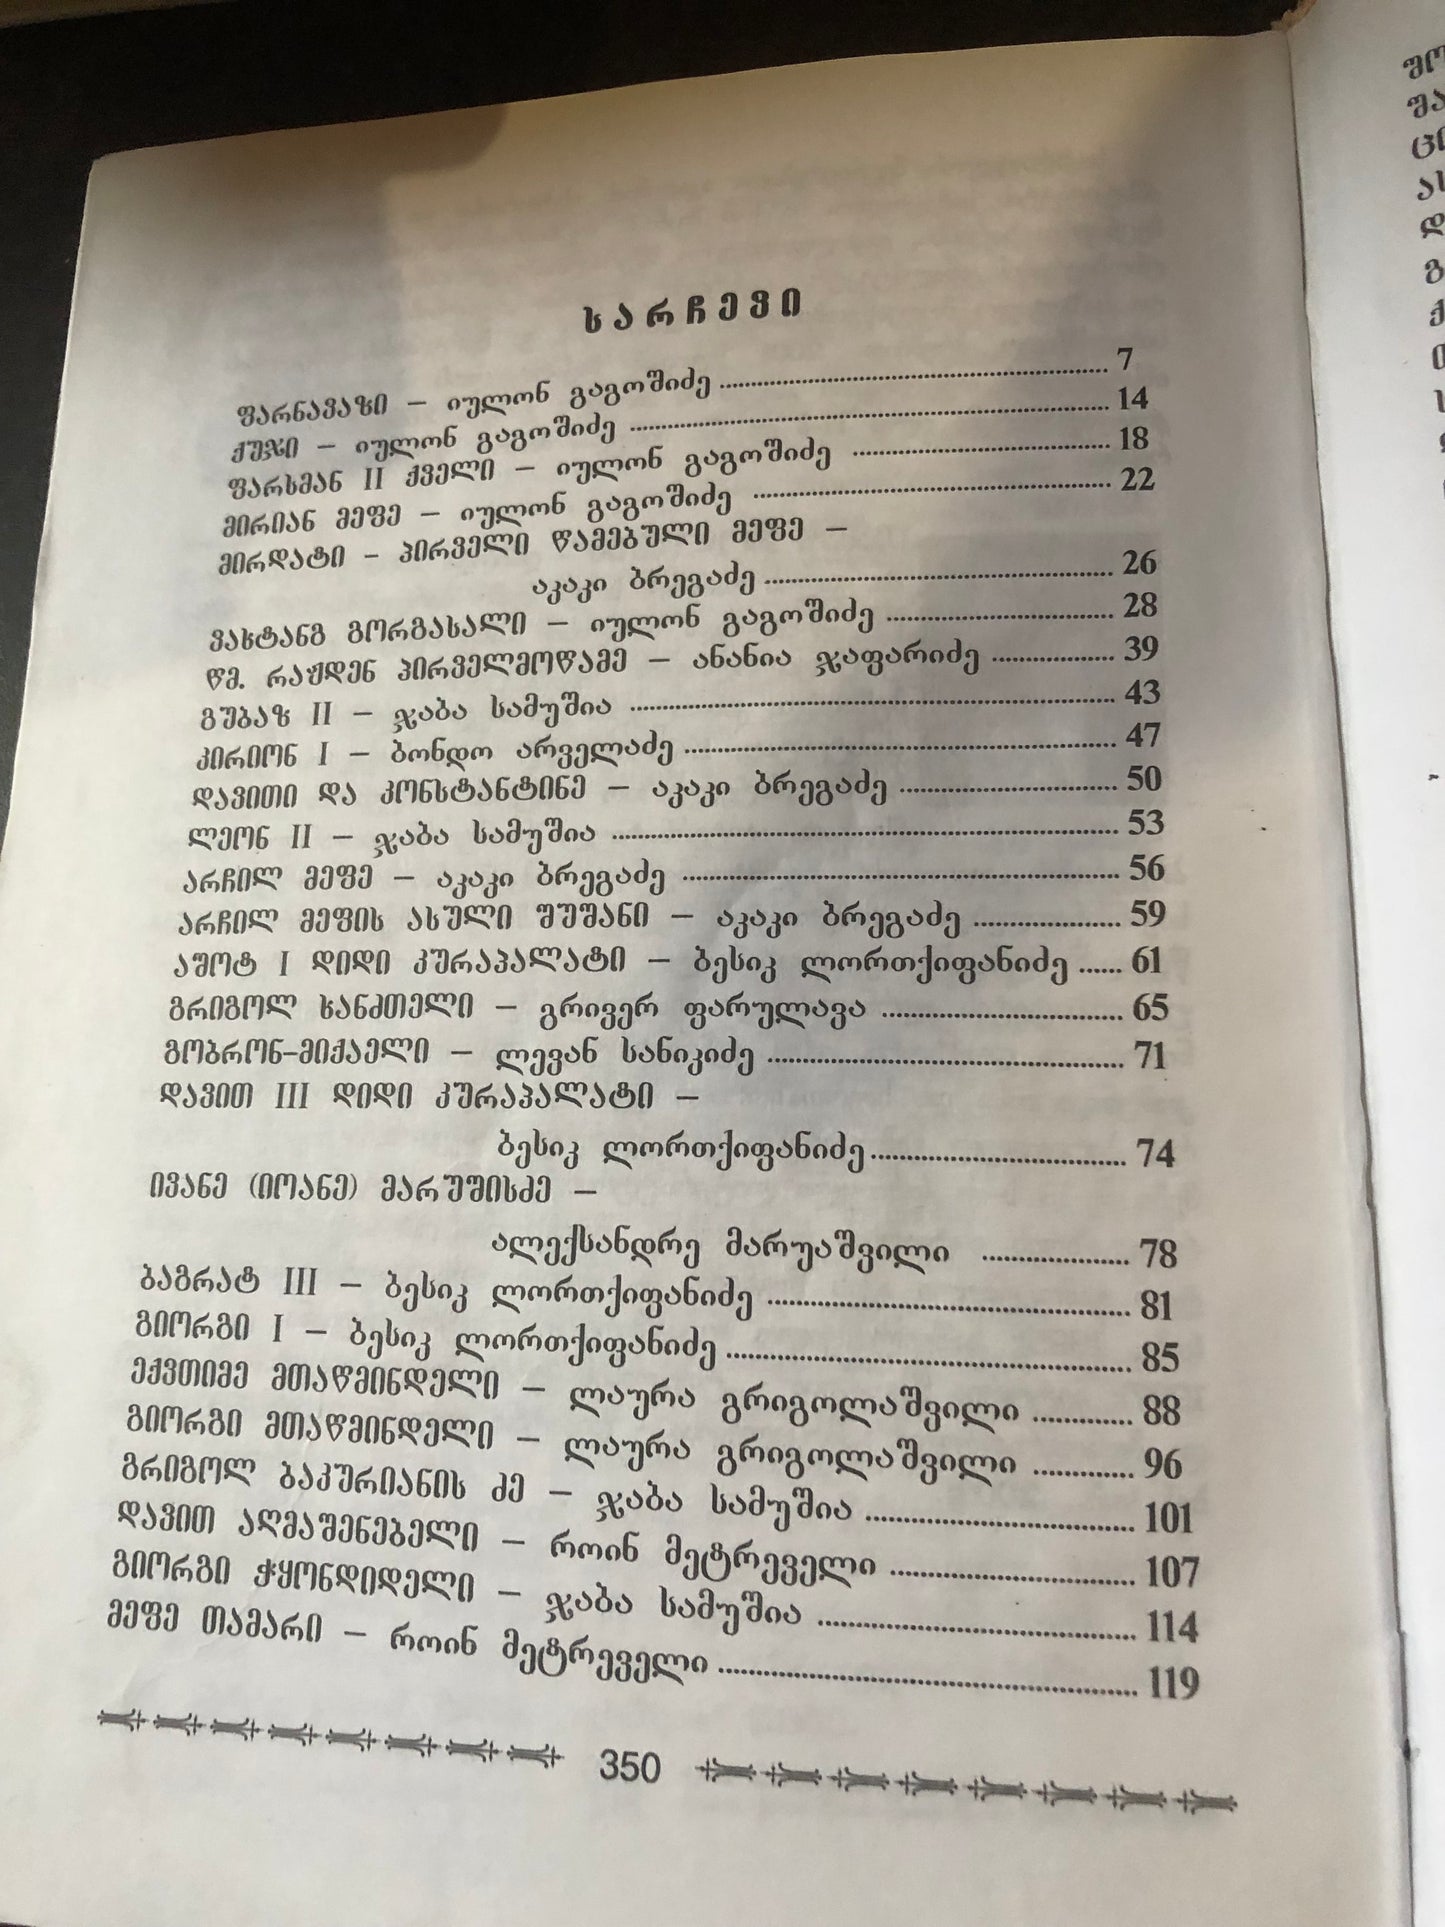 სარჩევი
ფარნავაზი – იულონ გაგოშიძე ........ 7
ქუჯი – იულონ გაგოშიძე ........ 14
ფარსმან II ქველი – იულონ გაგოშიძე ........ 18
მირიან მეფე – იულონ გაგოშიძე ........ 22
მირდატი – პირველი წამებული მეფე –
აკაკი ბრეგაძე ........ 26
ვახტანგ გორგასალი – იულონ გაგოშიძე ........ 28
წმ. რაჟდენ პირველმოწამე – ანანია ჯაფარიძე ........ 39
გუბაზ II – ჯაბა სამუშია ........ 43
კირიონ I – ბონდო არველაძე ........ 47
დავითი და კონსტანტინე – აკაკი ბრეგაძე ........ 50
ლეონ II – ჯაბა სამუშია ........ 53
არჩილ მეფე – აკაკი ბრეგაძე ........ 56
არჩილ მეფის ასული შუშანი – აკაკი ბრეგაძე ........ 59
აშოტ I დიდი კურაპალატი – ბესიკ ლორთქიფანიძე ...... 61
გრიგოლ ხანძთელი – გრივერ ფარულავა ........ 65
გობრონ-მიქაელი – ლევან სანიკიძე ........ 71
დავით III დიდი კურაპალატი –
ბესიკ ლორთქიფანიძე ........ 74
ივანე (იოანე) მარუშისძე –
ალექსანდრე მარუაშვილი ........ 78
ბაგრატ III – ბესიკ ლორთქიფანიძე ........ 81
გიორგი I – ბესიკ ლორთქიფანიძე ........ 85
ექვთიმე მთაწმინდელი – ლაურა გრიგოლაშვილი ........ 88
გიორგი მთაწმინდელი – ლაურა გრიგოლაშვილი ........ 96
გრიგოლ ბაკურიანის ძე – ჯაბა სამუშია ........ 101
დავით აღმაშენებელი – როინ მეტრეველი ........ 107
გიორგი ჭყონდიდელი – ჯაბა სამუშია ........ 114
მეფე თამარი – როინ მეტრეველი ........ 119
350